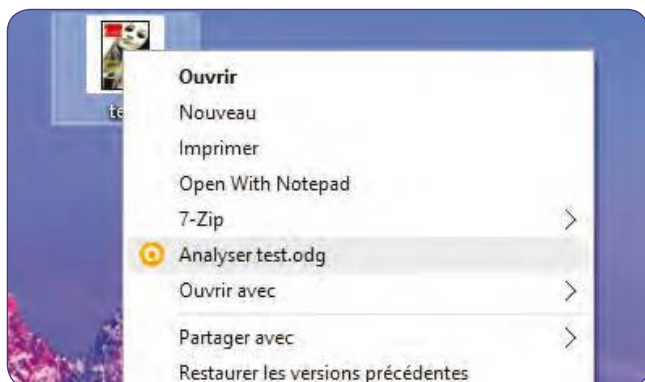 te
Ouvrir
Nouveau
Imprimer
Open With Notepad
7-Zip
Analyser test.odg
Ouvrir avec
Partager avec
Restaurer les versions précédentes